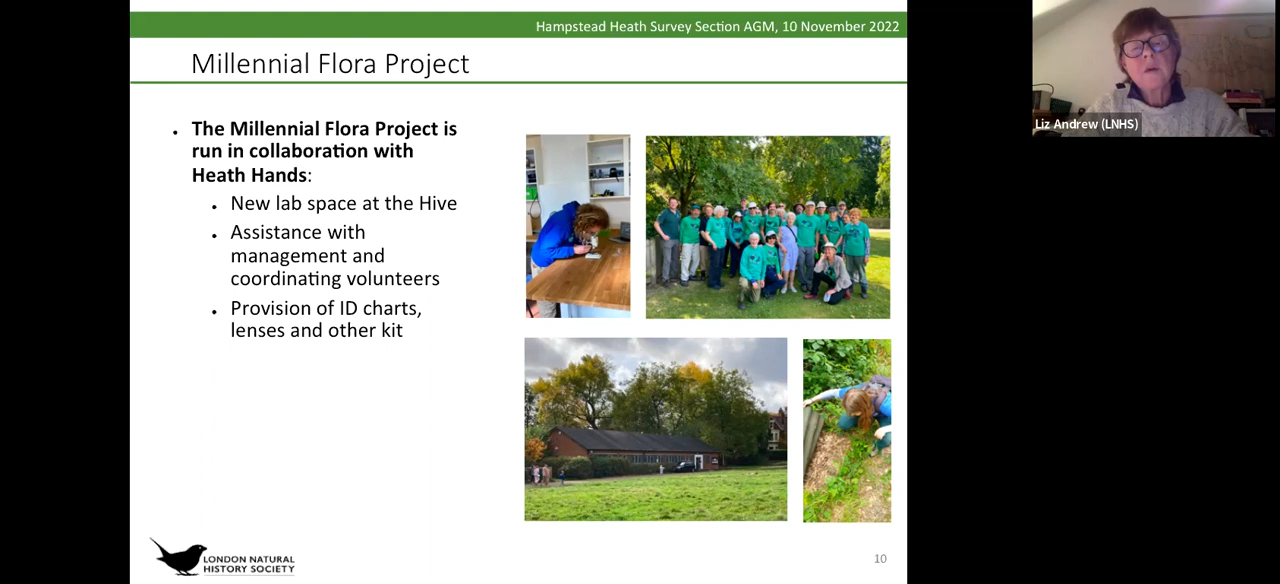 Hampstead Heath Survey Section AGM, 10 November 2022
Millennial Flora Project
• The Millennial Flora Project is
run in collaboration with
Heath Hands:
• New lab space at the Hive
• Assistance with
management and
coordinating volunteers
• Provision of ID charts,
lenses and other kit
LONDON NATURAL
HISTORY SOCIETY
10
Liz Andrew (LNHS)